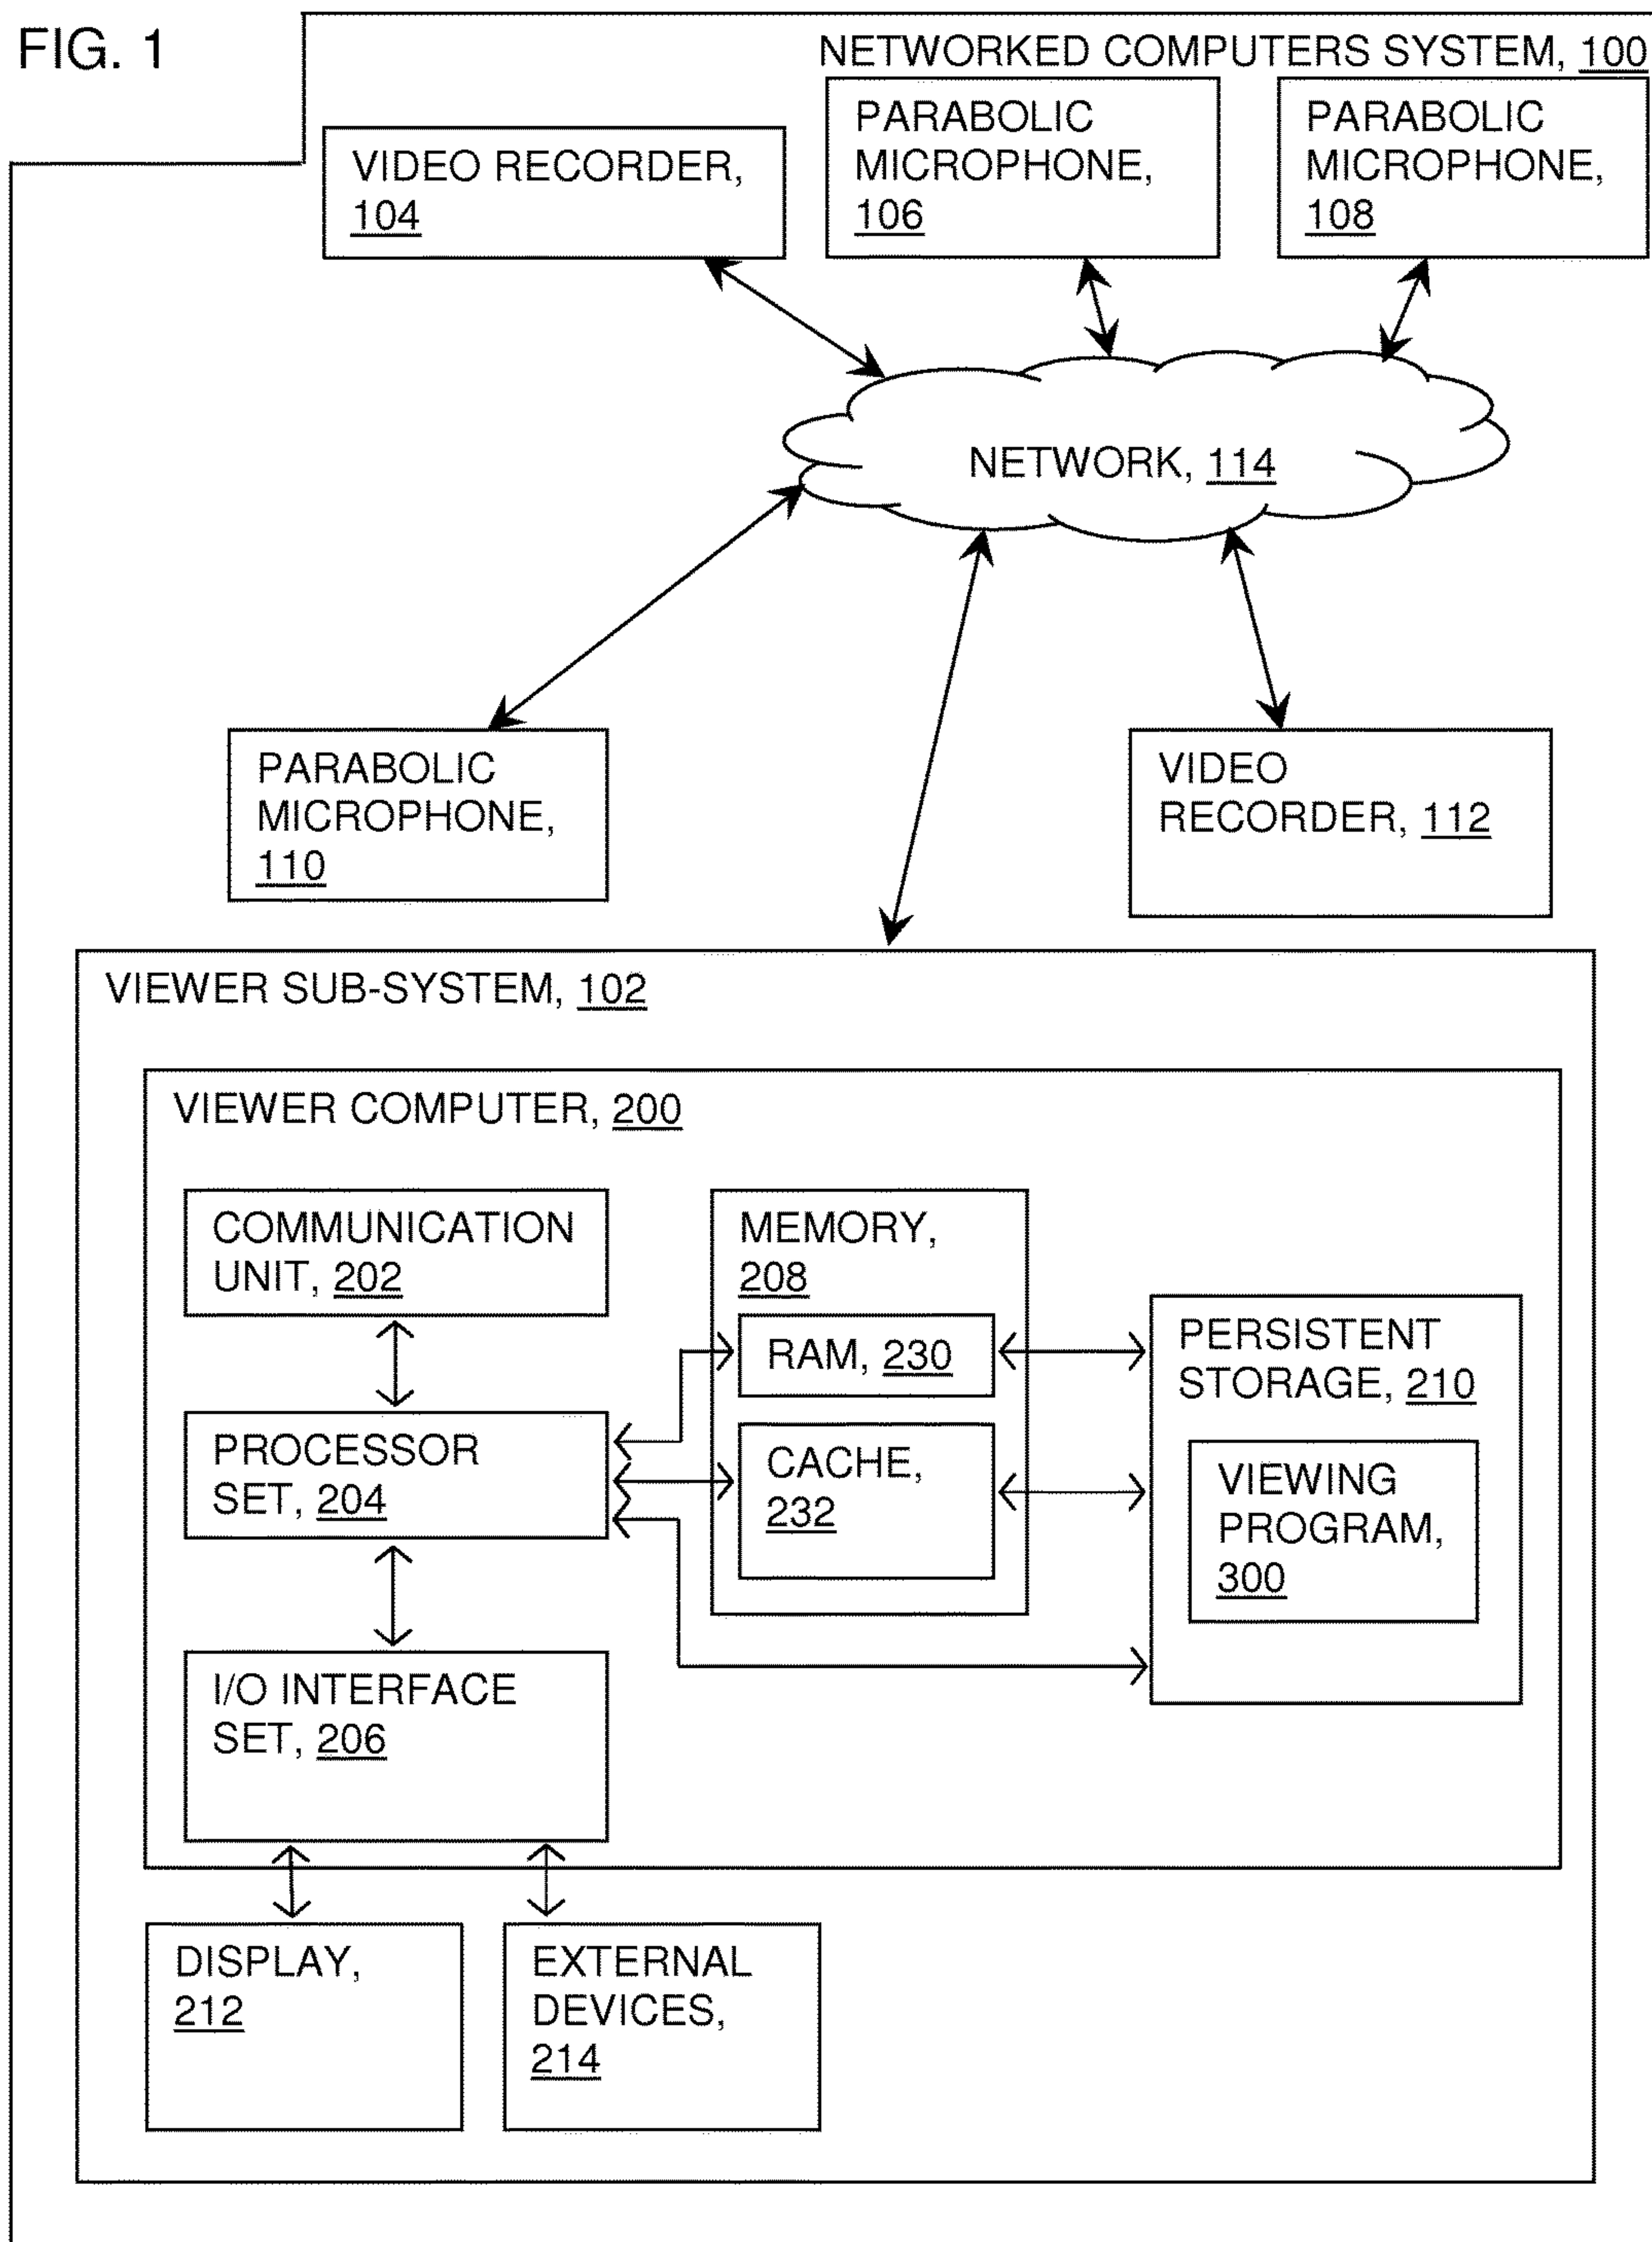 FIG. 1
NETWORKED COMPUTERS SYSTEM, 100
VIDEO RECORDER,
104
PARABOLIC
MICROPHONE,
106
PARABOLIC
MICROPHONE,
108
NETWORK, 114
PARABOLIC
MICROPHONE,
110
VIDEO
RECORDER, 112
VIEWER SUB-SYSTEM, 102
VIEWER COMPUTER, 200
COMMUNICATION
UNIT, 202
MEMORY,
208
RAM, 230
PERSISTENT
STORAGE, 210
PROCESSOR
SET, 204
CACHE,
232
VIEWING
PROGRAM,
300
I/O INTERFACE
SET, 206
DISPLAY,
212
EXTERNAL
DEVICES,
214